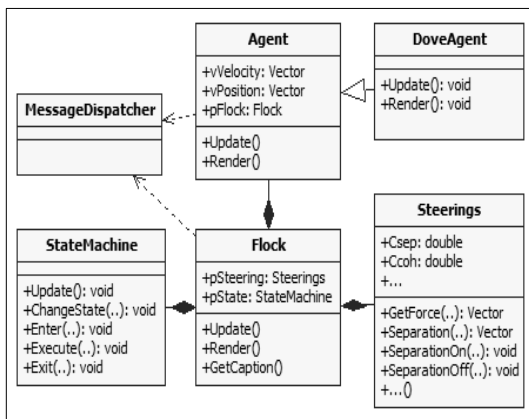 Agent
+vVelocity: Vector
+vPosition: Vector
+pFlock: Flock
+Update()
+Render()
DoveAgent
+Update(): void
+Render(): void
MessageDispatcher
StateMachine
+Update(): void
+ChangeState(..): void
+Enter(..): void
+Execute(..): void
+Exit(..): void
Flock
+pSteering: Steerings
+pState: StateMachine
+Update()
+Render()
+GetCaption()
Steerings
+Csep: double
+Ccoh: double
+...
+GetForce(..): Vector
+Separation(..): Vector
+SeparationOn(..): void
+SeparationOff(..): void
+...()